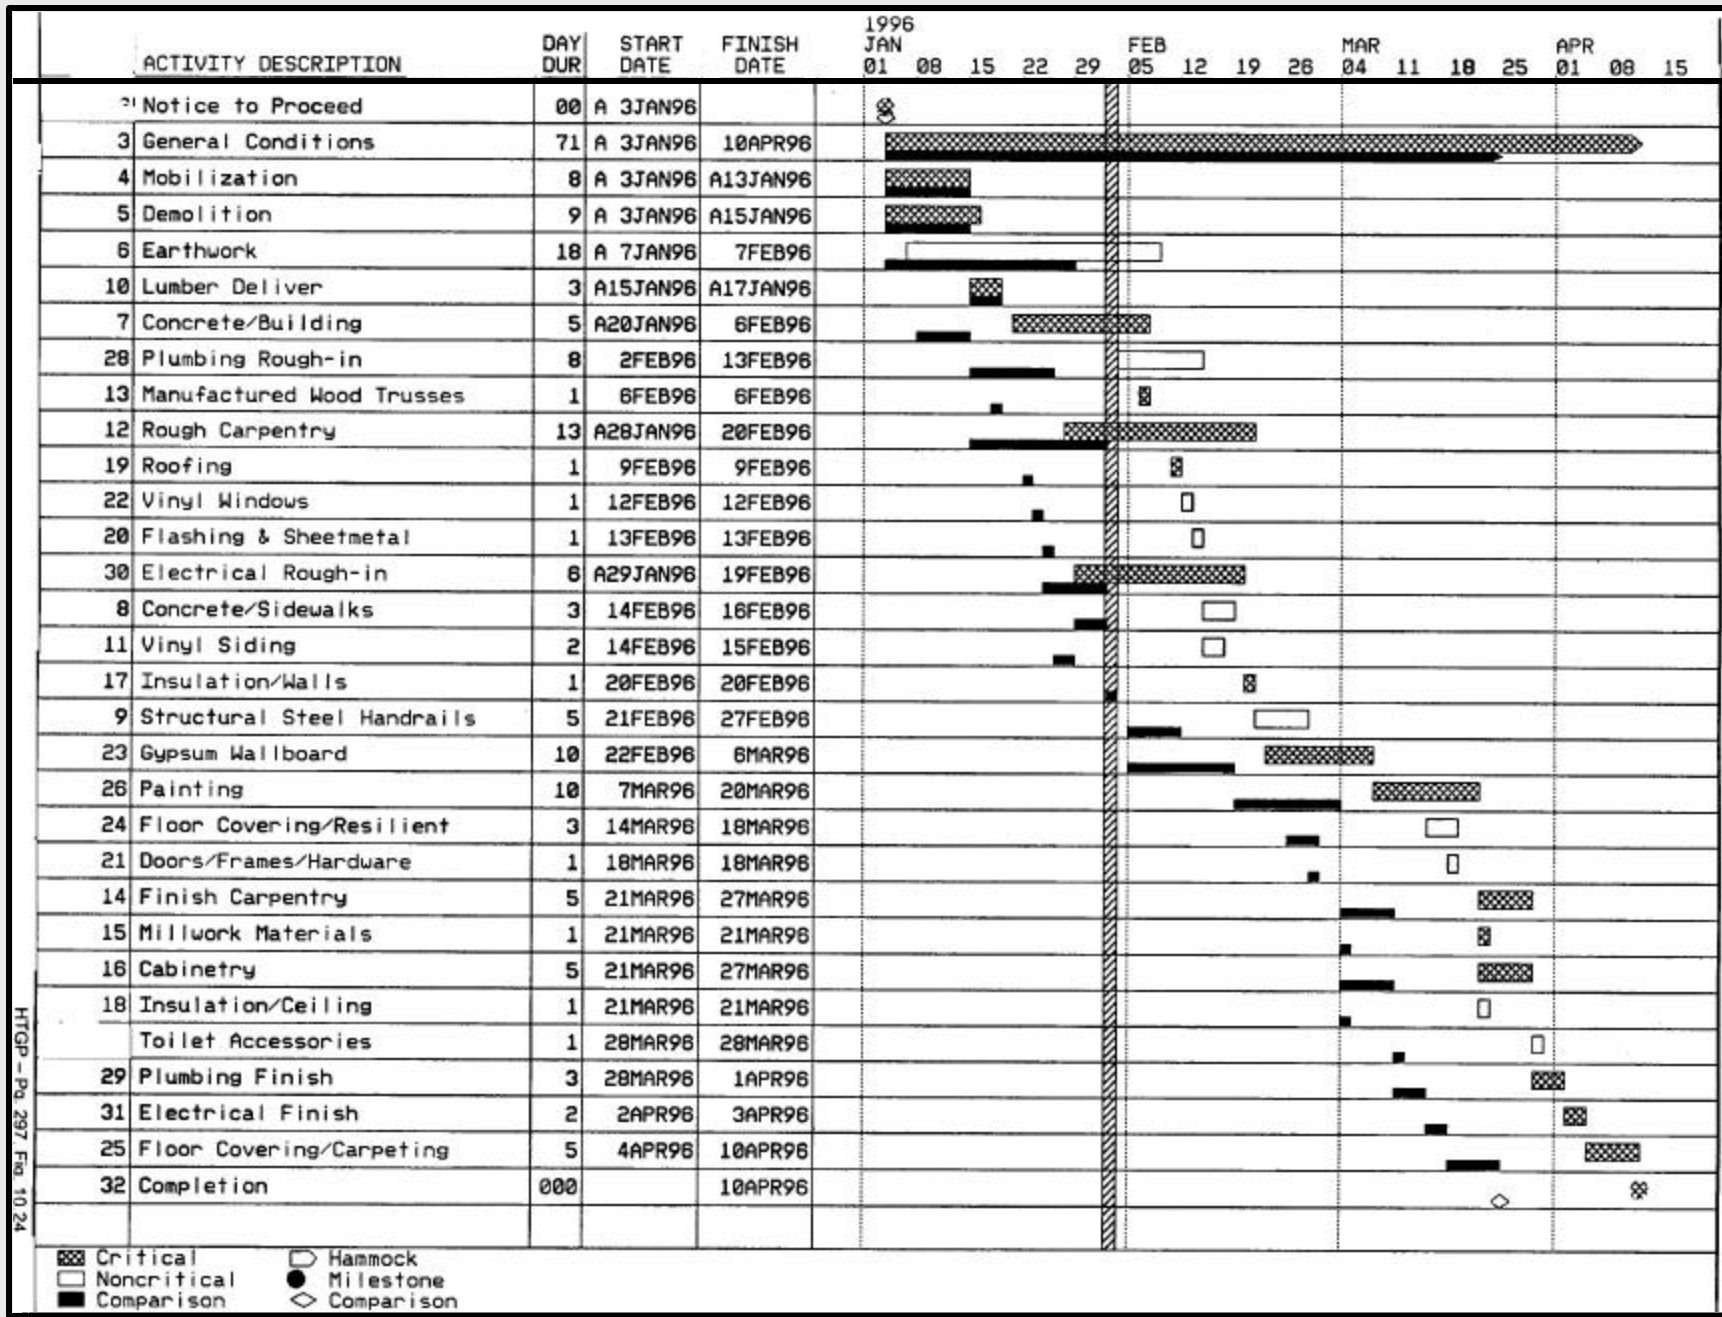 1996
JAN FEB MAR APR
DAY START FINISH
ACTIVITY DESCRIPTION DUR DATE DATE 01 08 15 22 29 05 12 19 26 04 11 18 25 01 08 15
Notice to Proceed 00 A 3JAN96
3 General Conditions 71 A 3JAN96 10APR96
4 Mobilization 8 A 3JAN96 A13JAN96
5 Demolition 9 A 3JAN96 A15JAN96
6 Earthwork 18 A 7JAN96 7FEB96
10 Lumber Deliver 3 A15JAN96 A17JAN96
7 Concrete/Building 5 A20JAN96 6FEB96
28 Plumbing Rough-in 8 2FEB96 13FEB96
13 Manufactured Wood Trusses 1 6FEB96 6FEB96
12 Rough Carpentry 13 A28JAN96 20FEB96
19 Roofing 1 9FEB96 9FEB96
22 Vinyl Windows 1 12FEB96 12FEB96
20 Flashing & Sheetmetal 1 13FEB96 13FEB96
30 Electrical Rough-in 6 A29JAN96 19FEB96
8 Concrete/Sidewalks 3 14FEB96 16FEB96
11 Vinyl Siding 2 14FEB96 15FEB96
17 Insulation/Walls 1 20FEB96 20FEB96
9 Structural Steel Handrails 5 21FEB96 27FEB96
23 Gypsum Wallboard 10 22FEB96 6MAR96
26 Painting 10 7MAR96 20MAR96
24 Floor Covering/Resilient 3 14MAR96 18MAR96
21 Doors/Frames/Hardware 1 18MAR96 18MAR96
14 Finish Carpentry 5 21MAR96 27MAR96
15 Millwork Materials 1 21MAR96 21MAR96
16 Cabinetry 5 21MAR96 27MAR96
18 Insulation/Ceiling 1 21MAR96 21MAR96
Toilet Accessories 1 28MAR96 28MAR96
29 Plumbing Finish 3 28MAR96 1APR96
31 Electrical Finish 2 2APR96 3APR96
25 Floor Covering/Carpeting 5 4APR96 10APR96
32 Completion 000 10APR96
Critical Hammock
Noncritical Milestone
Comparison Comparison
HTGP - Pg. 297, Fig. 10.24